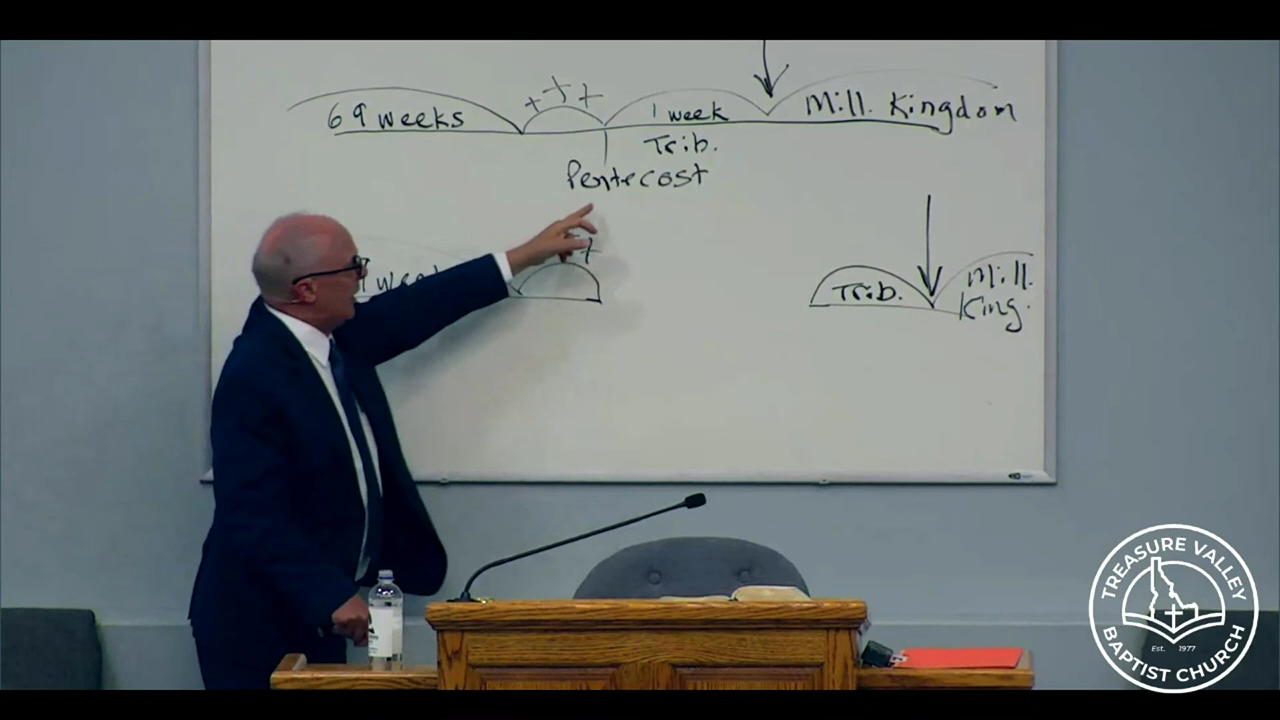 69 weeks
+++
1 week
Mill. Kingdom
Trib.
Pentecost
+
Trib.
Mill.
King.
TREASURE VALLEY
Est. 1977
BAPTIST CHURCH